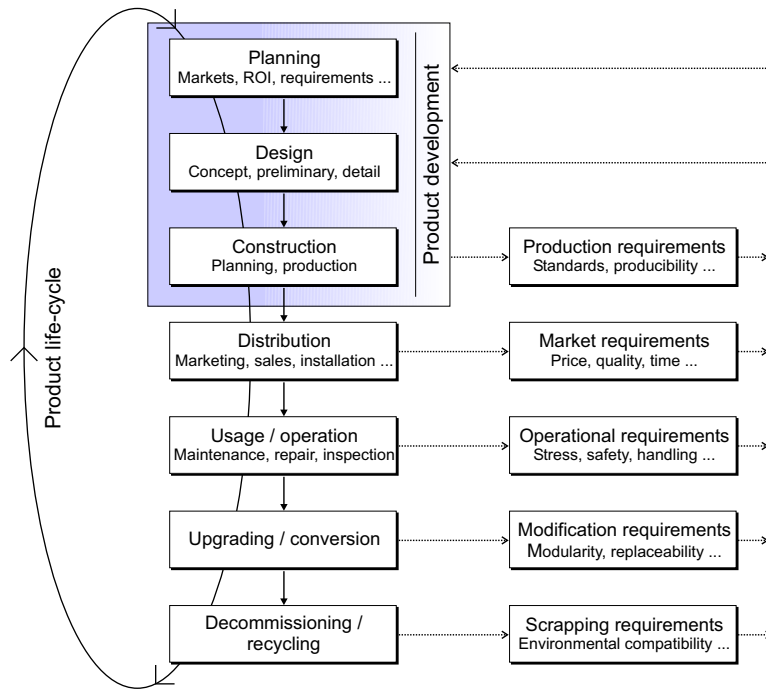 Planning
Markets, ROI, requirements ...
Design
Concept, preliminary, detail
Construction
Planning, production
Product development
Production requirements
Standards, producibility ...
Distribution
Marketing, sales, installation ...
Market requirements
Price, quality, time ...
Usage / operation
Maintenance, repair, inspection
Operational requirements
Stress, safety, handling ...
Upgrading / conversion
Modification requirements
Modularity, replaceability ...
Decommissioning /
recycling
Scrapping requirements
Environmental compatibility ...
Product life-cycle